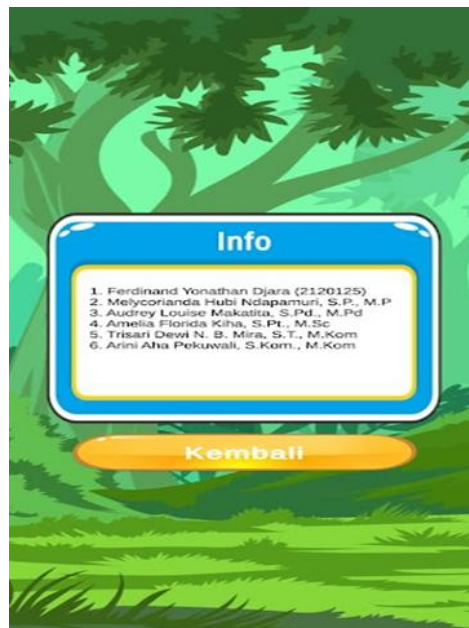 Info
1. Ferdinand Yonathan Djara (2120125)
2. Melycorianda Hubi Ndapamuri, S.P., M.P
3. Audrey Louise Makatita, S.Pd., M.Pd
4. Amelia Florida Kiha, S.Pt., M.Sc
5. Trisari Dewi N. B. Mira, S.T., M.Kom
6. Arini Aha Pekuwali, S.Kom., M.Kom
Kembali